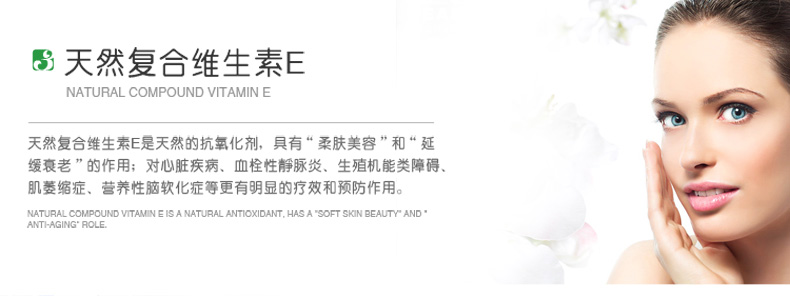 天然复合维生素E
NATURAL COMPOUND VITAMIN E
天然复合维生素E是天然的抗氧化剂，具有“柔肤美容”和“延
缓衰老”的作用；对心脏疾病、血栓性靜脉炎、生殖机能类障碍、
肌萎缩症、营养性脑软化症等更有明显的疗效和预防作用。
NATURAL COMPOUND VITAMIN E IS A NATURAL ANTIOXIDANT, HAS A "SOFT SKIN BEAUTY" AND "
ANTI-AGING" ROLE.